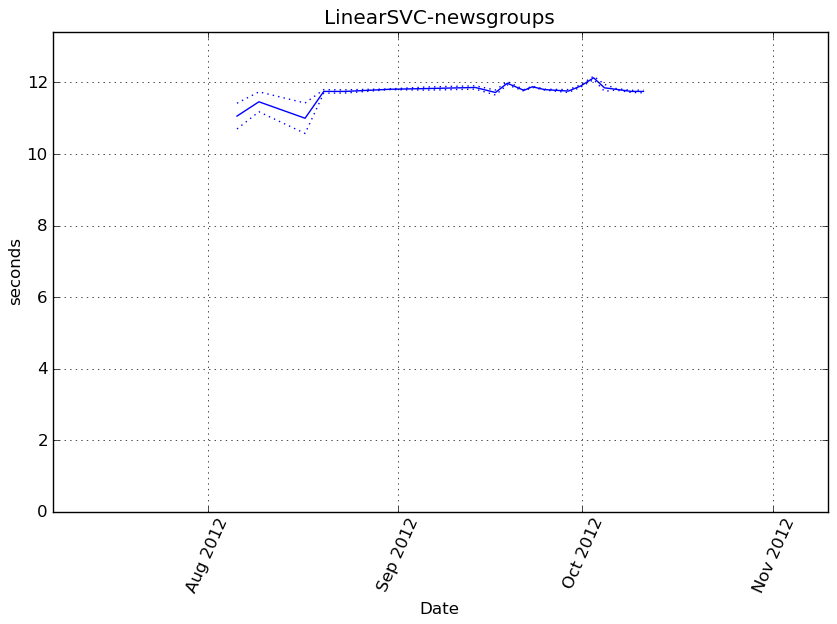 LinearSVC-newsgroups
12
10
8
6
4
2
0
seconds
Aug 2012
Sep 2012
Oct 2012
Nov 2012
Date